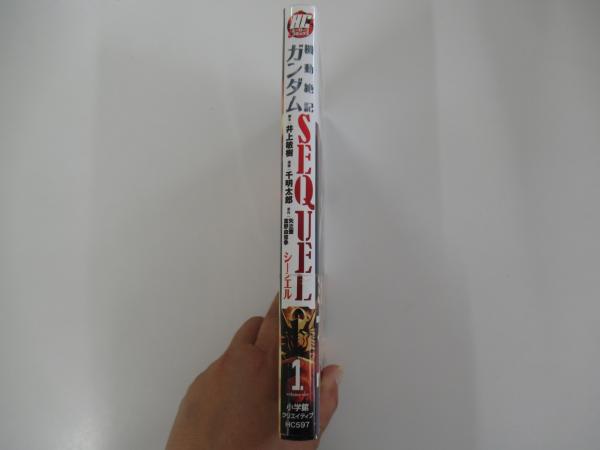 HC
機動絶記
ガンダム
SEQUEL
シークエル
井上敏樹
千明太郎
1
小学館
クリエイティブ
HC597